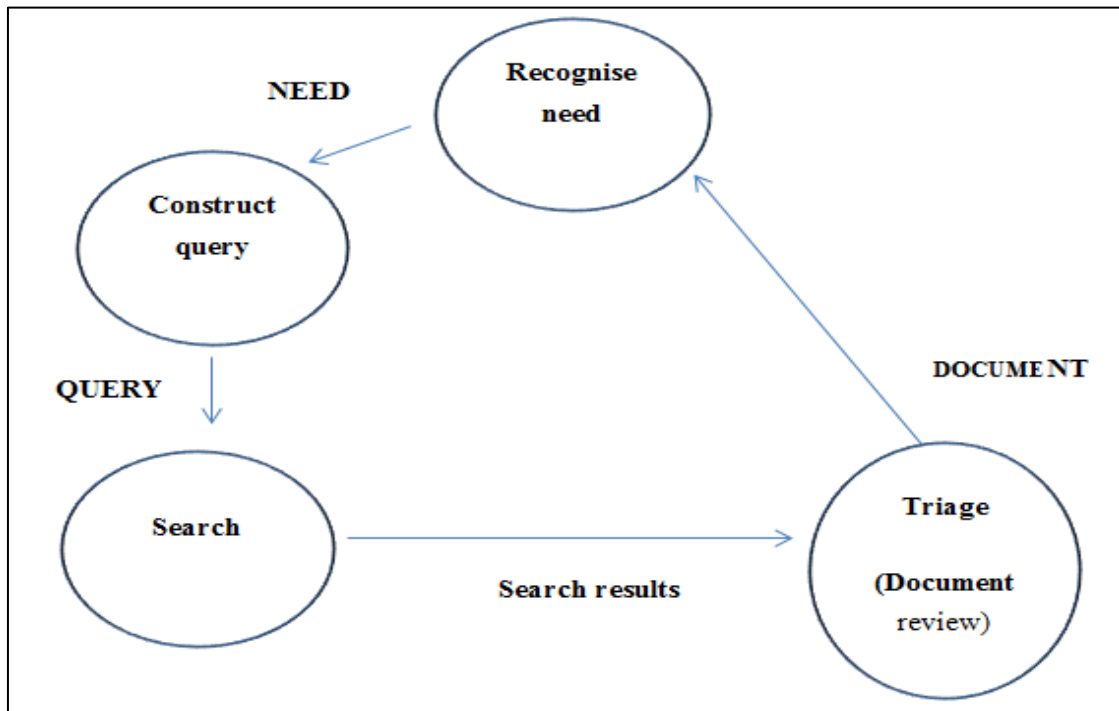 Recognise
need
NEED
Construct
query
QUERY
Search
Search results
Triage
(Document
review)
DOCUMENT